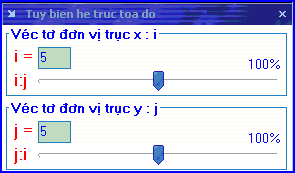 Tuy bien he truc toa do
Véc tơ đơn vị trục x : i
i = 5
100%
i:j
Véc tơ đơn vị trục y : j
j = 5
100%
j:i